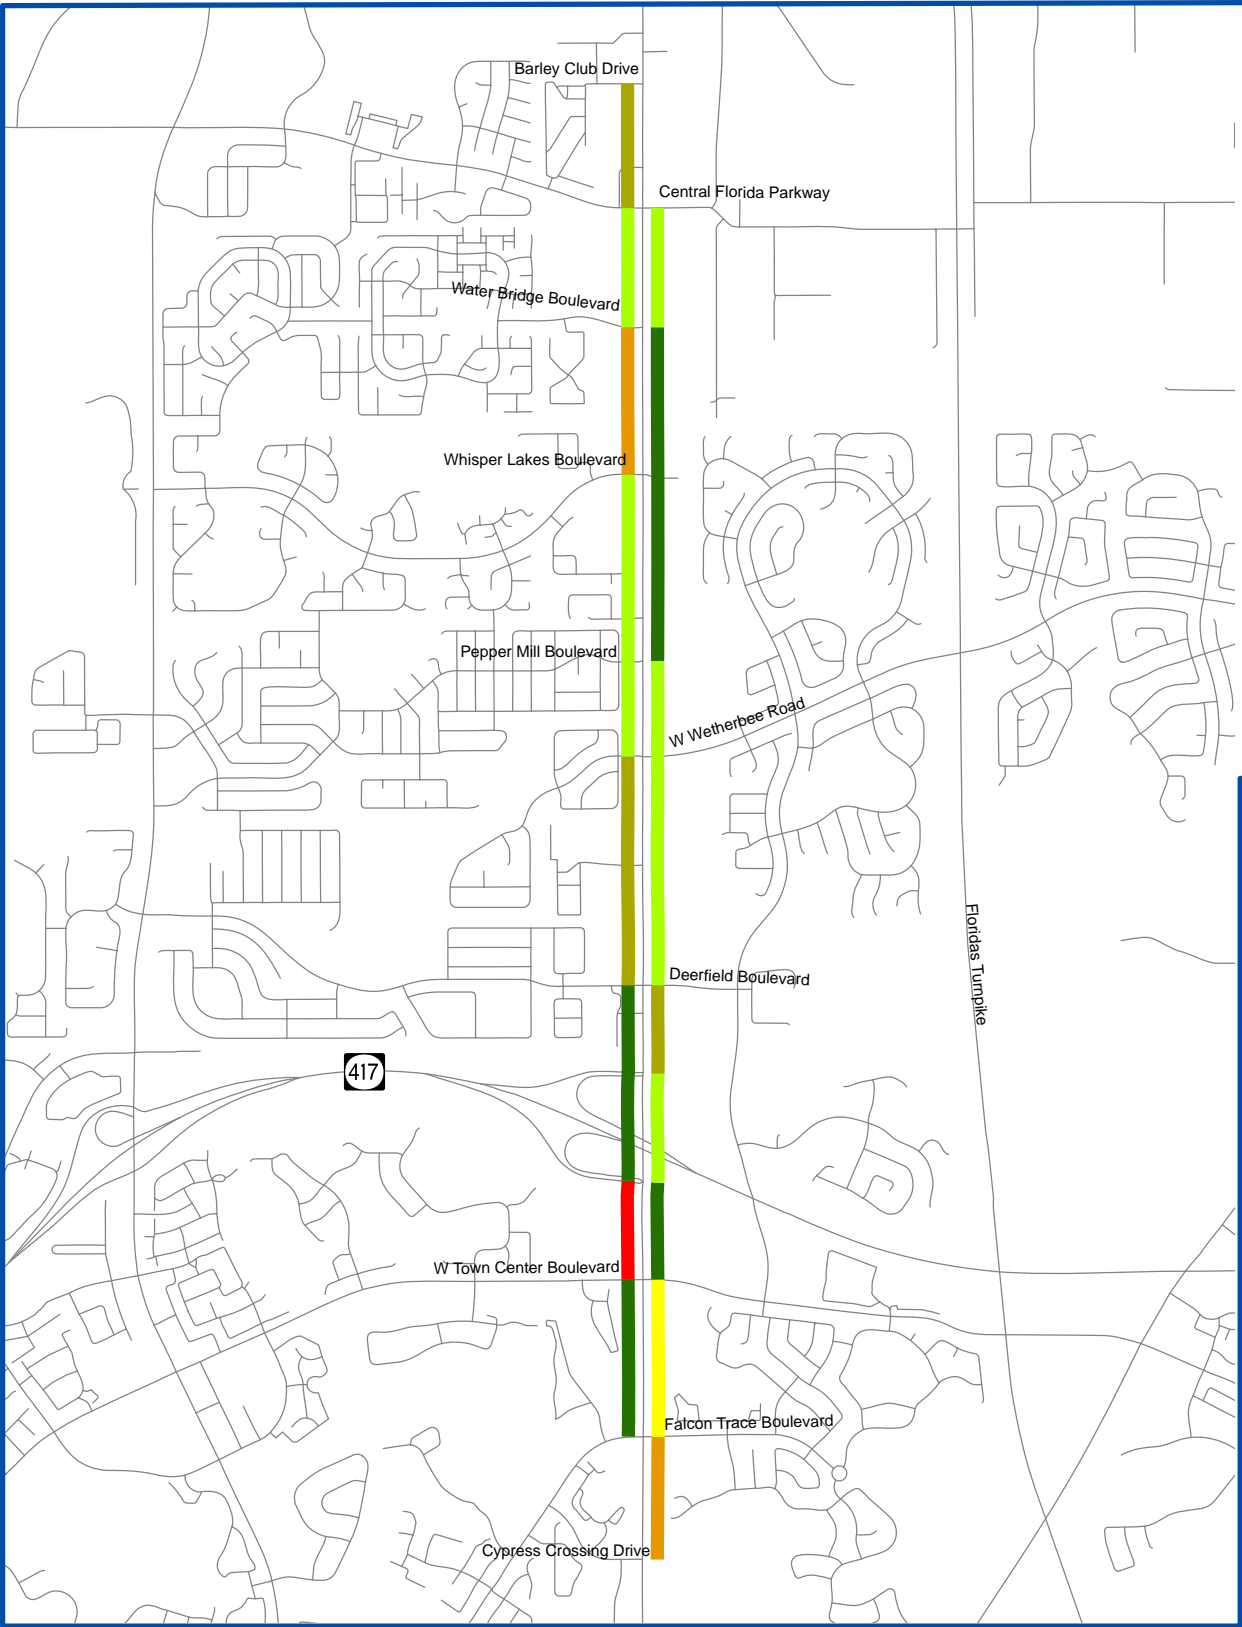 Barley Club Drive
Central Florida Parkway
Water Bridge Boulevard
Whisper Lakes Boulevard
Pepper Mill Boulevard
W Wetherbee Road
Floridas Turnpike
Deerfield Boulevard
417
W Town Center Boulevard
Falcon Trace Boulevard
Cypress Crossing Drive